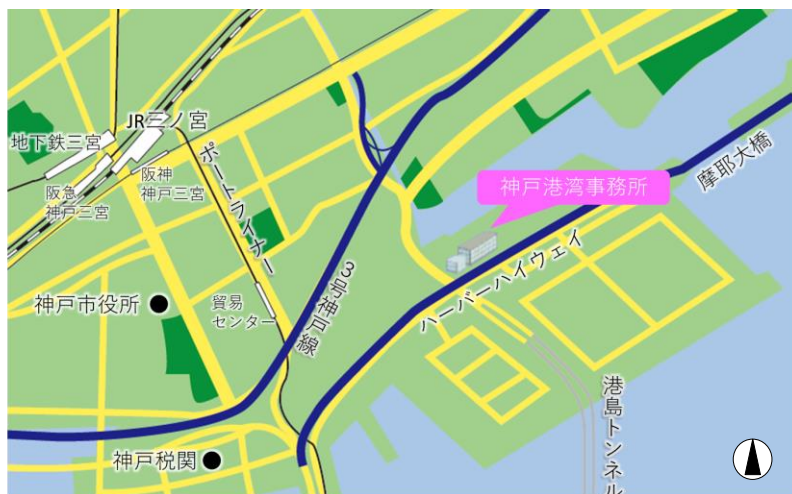 JR三ノ宮
地下鉄三宮
阪急
神戸三宮
阪神
神戸三宮
ポートライナー
神戸港湾事務所
摩耶大橋
ハーバーハイウェイ
3号神戸線
神戸市役所
貿易
センター
港島トンネル
神戸税関